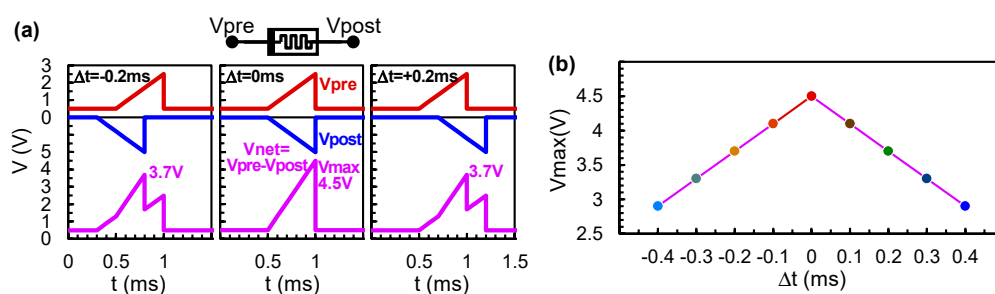 (a)
Vpre Vpost
Δt=-0.2ms Δt=0ms Δt=+0.2ms
Vpre
Vpost
Vnet=
Vpre-Vpost
Vmax
4.5V
3.7V 3.7V
V (V)
3
2
1
0
5
4
3
2
1
0
0 0.5 1 0.5 1 0.5 1 1.5
t (ms) t (ms) t (ms)
(b)
Vmax(V)
4.5
3.5
2.5
-0.4 -0.3 -0.2 -0.1 0 0.1 0.2 0.3 0.4
Δt (ms)